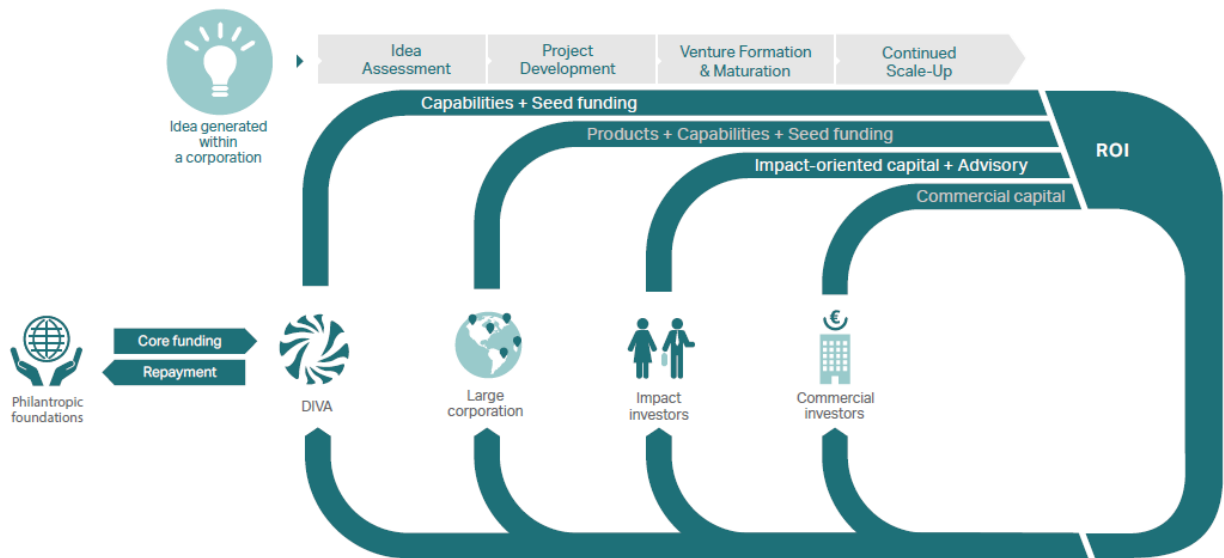 Idea
Assessment
Project
Development
Venture Formation
& Maturation
Continued
Scale-Up
Idea generated
within
a corporation
Capabilities + Seed funding
Products + Capabilities + Seed funding
Impact-oriented capital + Advisory
Commercial capital
ROI
Core funding
Repayment
Philantropic
foundations
DIVA
Large
corporation
Impact
investors
€
Commercial
investors